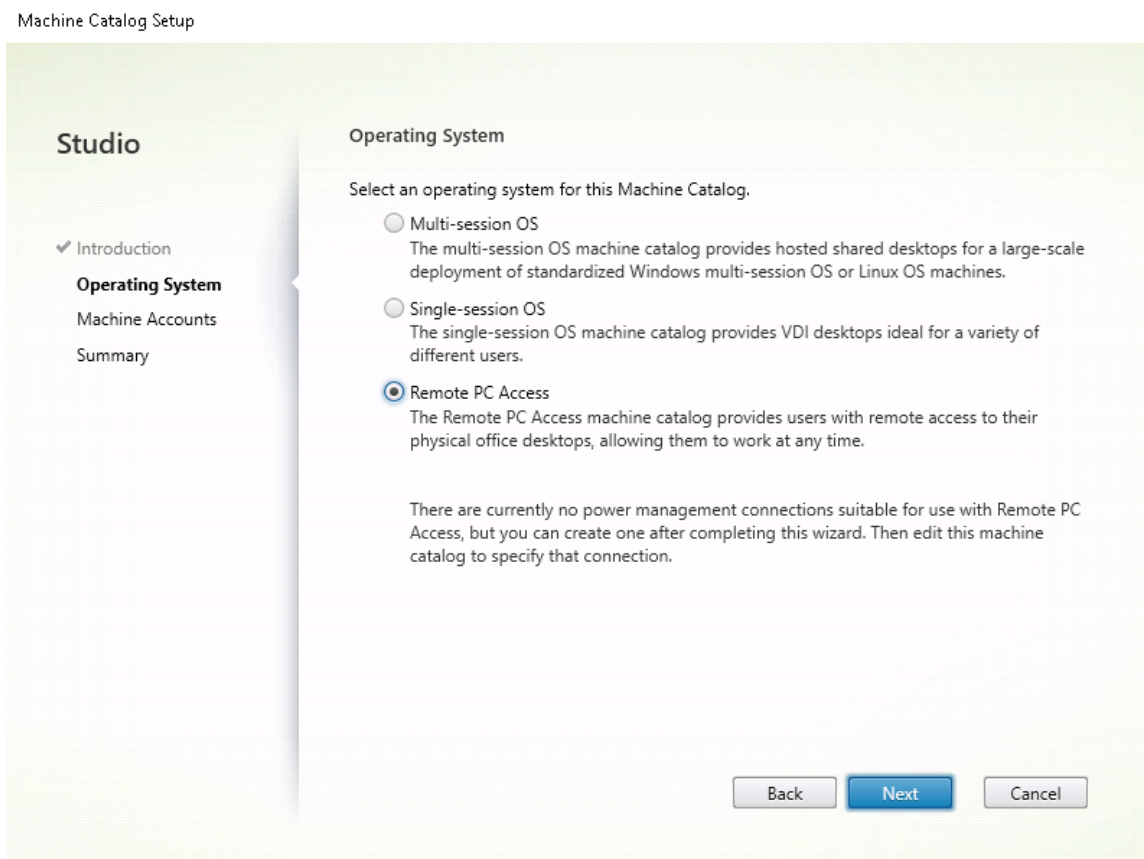 Machine Catalog Setup
Studio
Introduction
Operating System
Machine Accounts
Summary
Operating System
Select an operating system for this Machine Catalog.
Multi-session OS
The multi-session OS machine catalog provides hosted shared desktops for a large-scale
deployment of standardized Windows multi-session OS or Linux OS machines.
Single-session OS
The single-session OS machine catalog provides VDI desktops ideal for a variety of
different users.
Remote PC Access
The Remote PC Access machine catalog provides users with remote access to their
physical office desktops, allowing them to work at any time.
There are currently no power management connections suitable for use with Remote PC
Access, but you can create one after completing this wizard. Then edit this machine
catalog to specify that connection.
Back
Next
Cancel